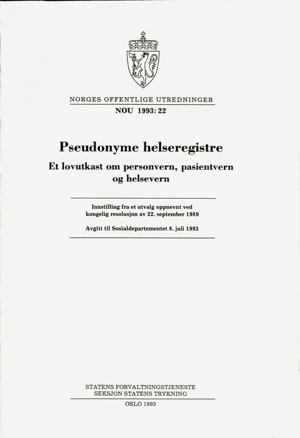 NORGES OFFENTLIGE UTREDNINGER
NOU 1993: 22
Pseudonyme helseregistre
Et lovutkast om personvern, pasientvern
og helsevern
Innstilling fra et utvalg oppnevnt ved
kongelig resolusjon av 22. september 1989
Avgitt til Sosialdepartementet 8. juli 1993
STATENS FORVALTNINGSTJENESTE
SEKSJON STATENS TRYKNING
OSLO 1993